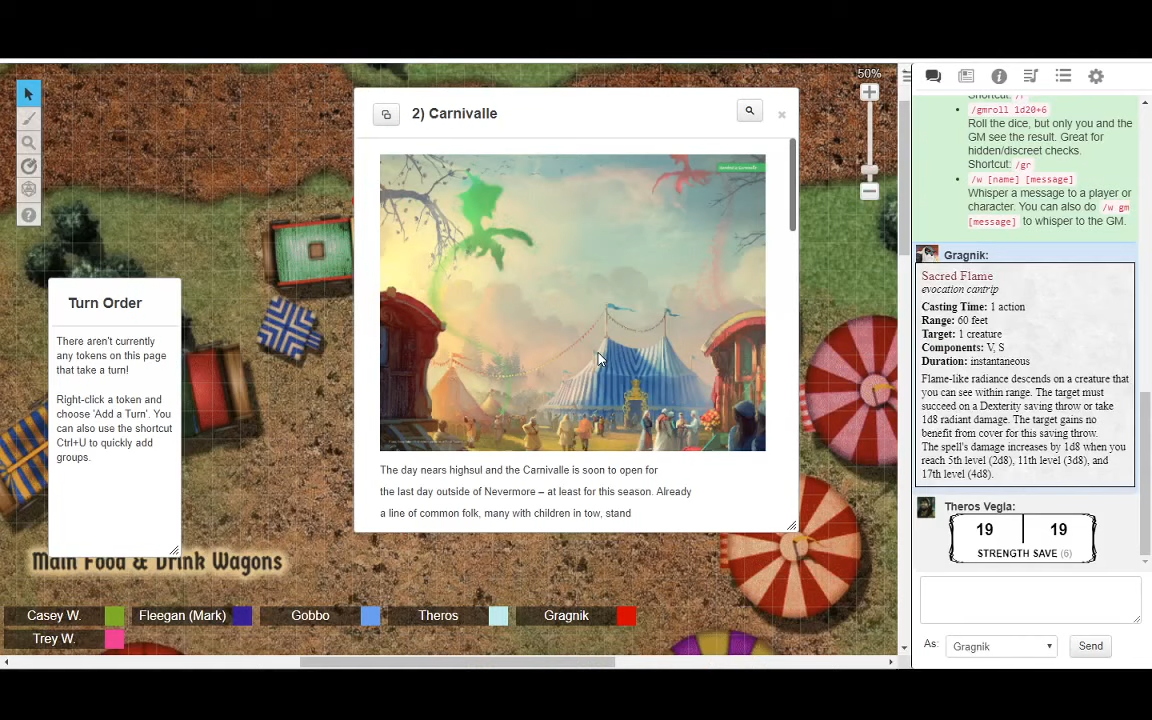 50%
2) Carnivalle
Shortcut: /r
/gmroll 1d20+6
Roll the dice, but only you and the
GM see the result. Great for
hidden/discreet checks.
Shortcut: /gr
/w [name] [message]
Whisper a message to a player or
character. You can also do /w gm
[message] to whisper to the GM.
Gragnik:
Sacred Flame
evocation cantrip
Casting Time: 1 action
Range: 60 feet
Target: 1 creature
Components: V, S
Duration: instantaneous
Flame-like radiance descends on a creature that
you can see within range. The target must
succeed on a Dexterity saving throw or take
1d8 radiant damage. The target gains no
benefit from cover for this saving throw.
The spell's damage increases by 1d8 when you
reach 5th level (2d8), 11th level (3d8), and
17th level (4d8).
Theros Vegla:
19 19
STRENGTH SAVE (6)
As: Gragnik Send
Turn Order
There aren't currently
any tokens on this page
that take a turn!
Right-click a token and
choose 'Add a Turn'. You
can also use the shortcut
Ctrl+U to quickly add
groups.
The day nears highsul and the Carnivalle is soon to open for
the last day outside of Nevermore – at least for this season. Already
a line of common folk, many with children in tow, stand
Main Food & Drink Wagons
Casey W. Fleegan (Mark) Gobbo Theros Gragnik
Trey W.